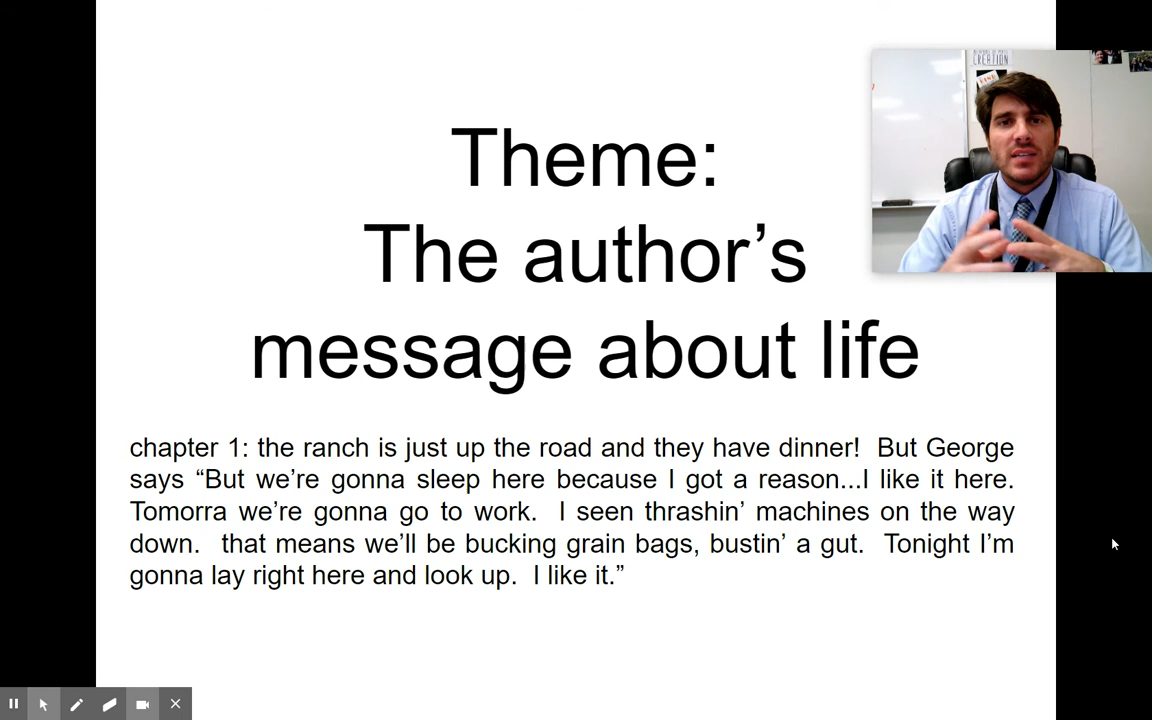 Theme:
The author’s
message about life
CREATION
chapter 1: the ranch is just up the road and they have dinner!  But George
says “But we’re gonna sleep here because I got a reason...I like it here.
Tomorra we’re gonna go to work.  I seen thrashin’ machines on the way
down.  that means we’ll be bucking grain bags, bustin’ a gut.  Tonight I’m
gonna lay right here and look up.  I like it.”